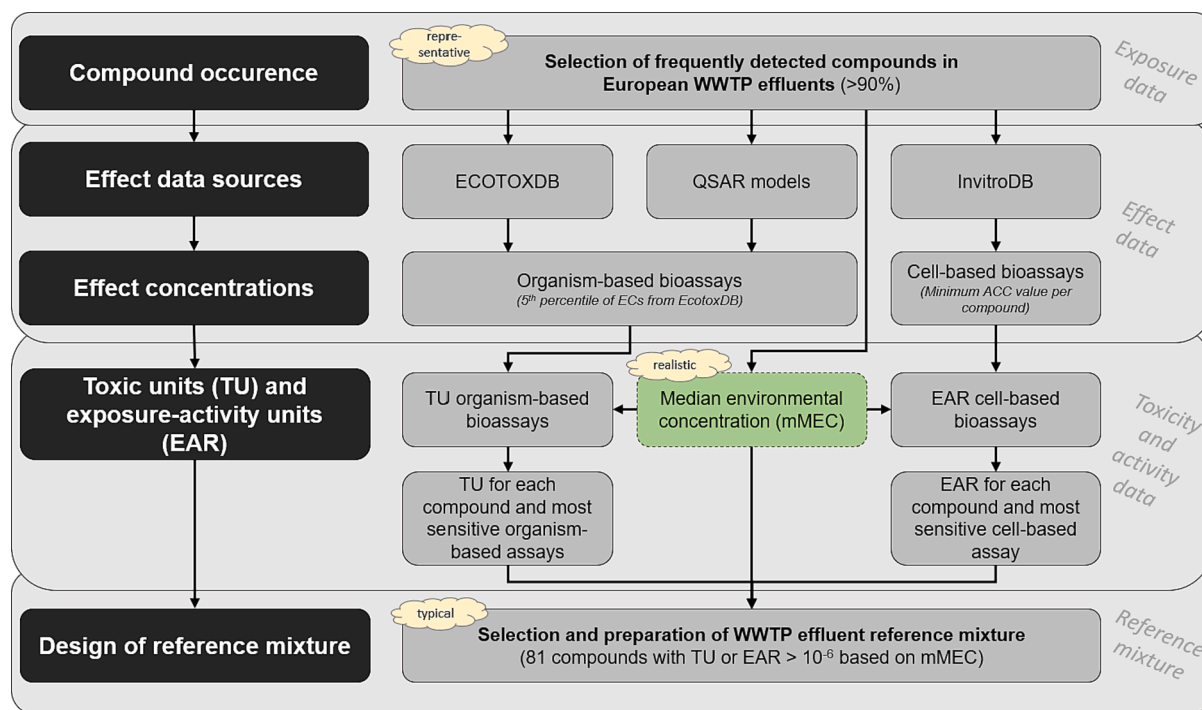 repre-
sentative
Compound occurence
Selection of frequently detected compounds in
European WWTP effluents (>90%)
Exposure
data
Effect data sources
ECOTOXDB
QSAR models
InvitroDB
Effect
data
Effect concentrations
Organism-based bioassays
(5th percentile of ECs from EcotoxDB)
Cell-based bioassays
(Minimum ACC value per
compound)
realistic
Toxic units (TU) and
exposure-activity units
(EAR)
TU organism-based
bioassays
Median environmental
concentration (mMEC)
EAR cell-based
bioassays
Toxicity
and
activity
data
TU for each
compound and most
sensitive organism-
based assays
EAR for each
compound and most
sensitive cell-based
assay
typical
Design of reference mixture
Selection and preparation of WWTP effluent reference mixture
(81 compounds with TU or EAR > 10-6 based on mMEC)
Reference
mixture